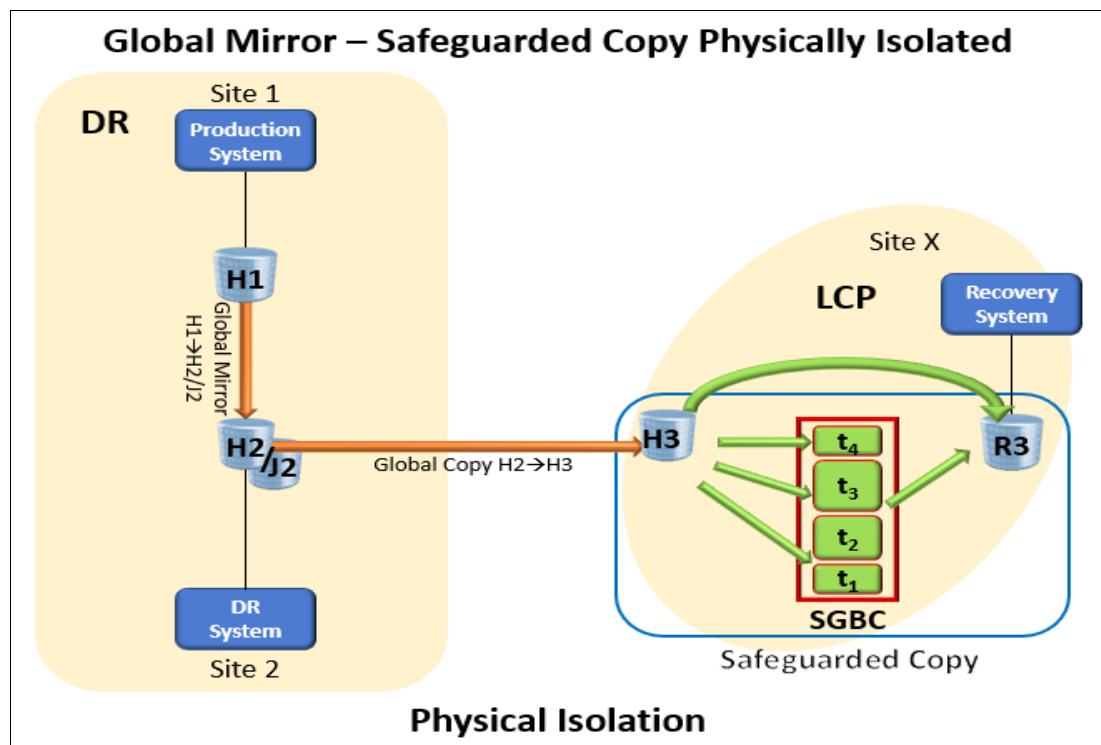 Global Mirror – Safeguarded Copy Physically Isolated
DR
Site 1
Production
System
H1
Global Mirror
H1→H2/J2
H2
/J2
Global Copy H2→H3
DR
System
Site 2
Site X
LCP
Recovery
System
H3
t4
t3
t2
t1
SGBC
R3
Safeguarded Copy
Physical Isolation